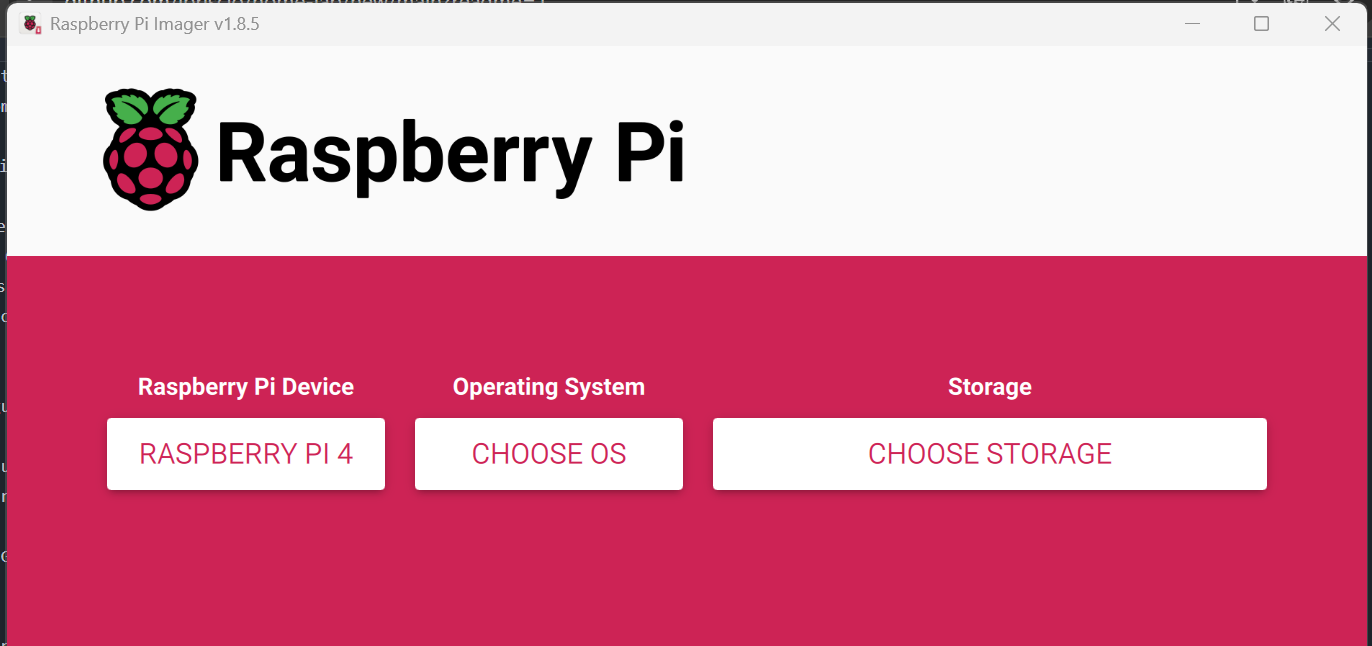 Raspberry Pi Imager v1.8.5
Raspberry Pi
Raspberry Pi Device
Operating System
Storage
RASPBERRY PI 4
CHOOSE OS
CHOOSE STORAGE